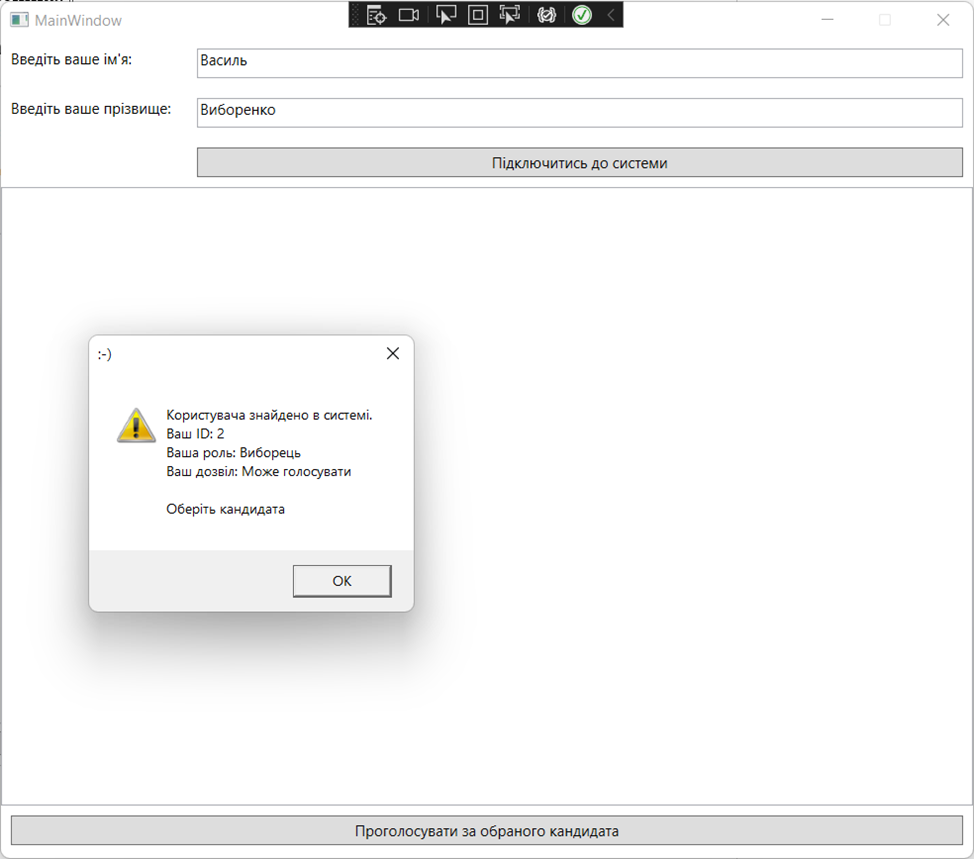 MainWindow
Введіть ваше ім'я:
Василь
Введіть ваше прізвище:
Виборенко
Підключитись до системи
:-)
Користувача знайдено в системі.
Ваш ID: 2
Ваша роль: Виборець
Ваш дозвіл: Може голосувати
Оберіть кандидата
OK
Проголосувати за обраного кандидата